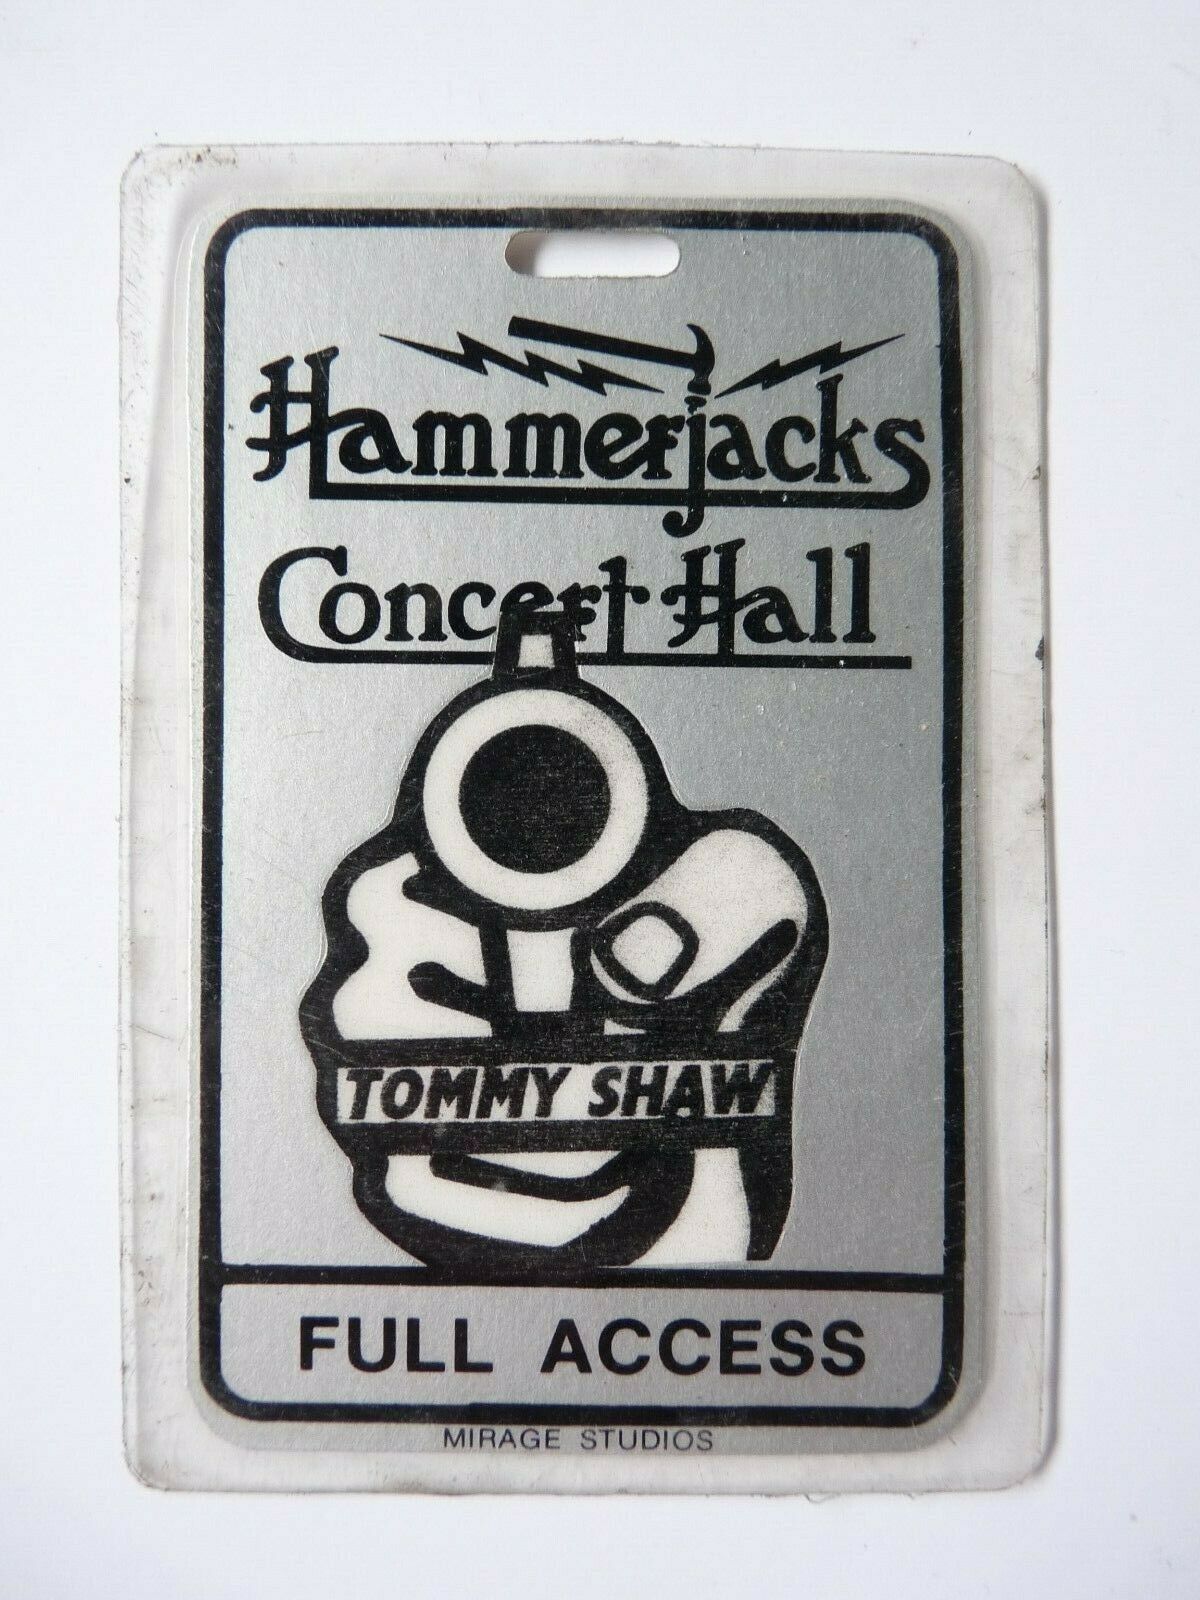 Hammerjacks
Concert Hall
TOMMY SHAW
FULL ACCESS
MIRAGE STUDIOS